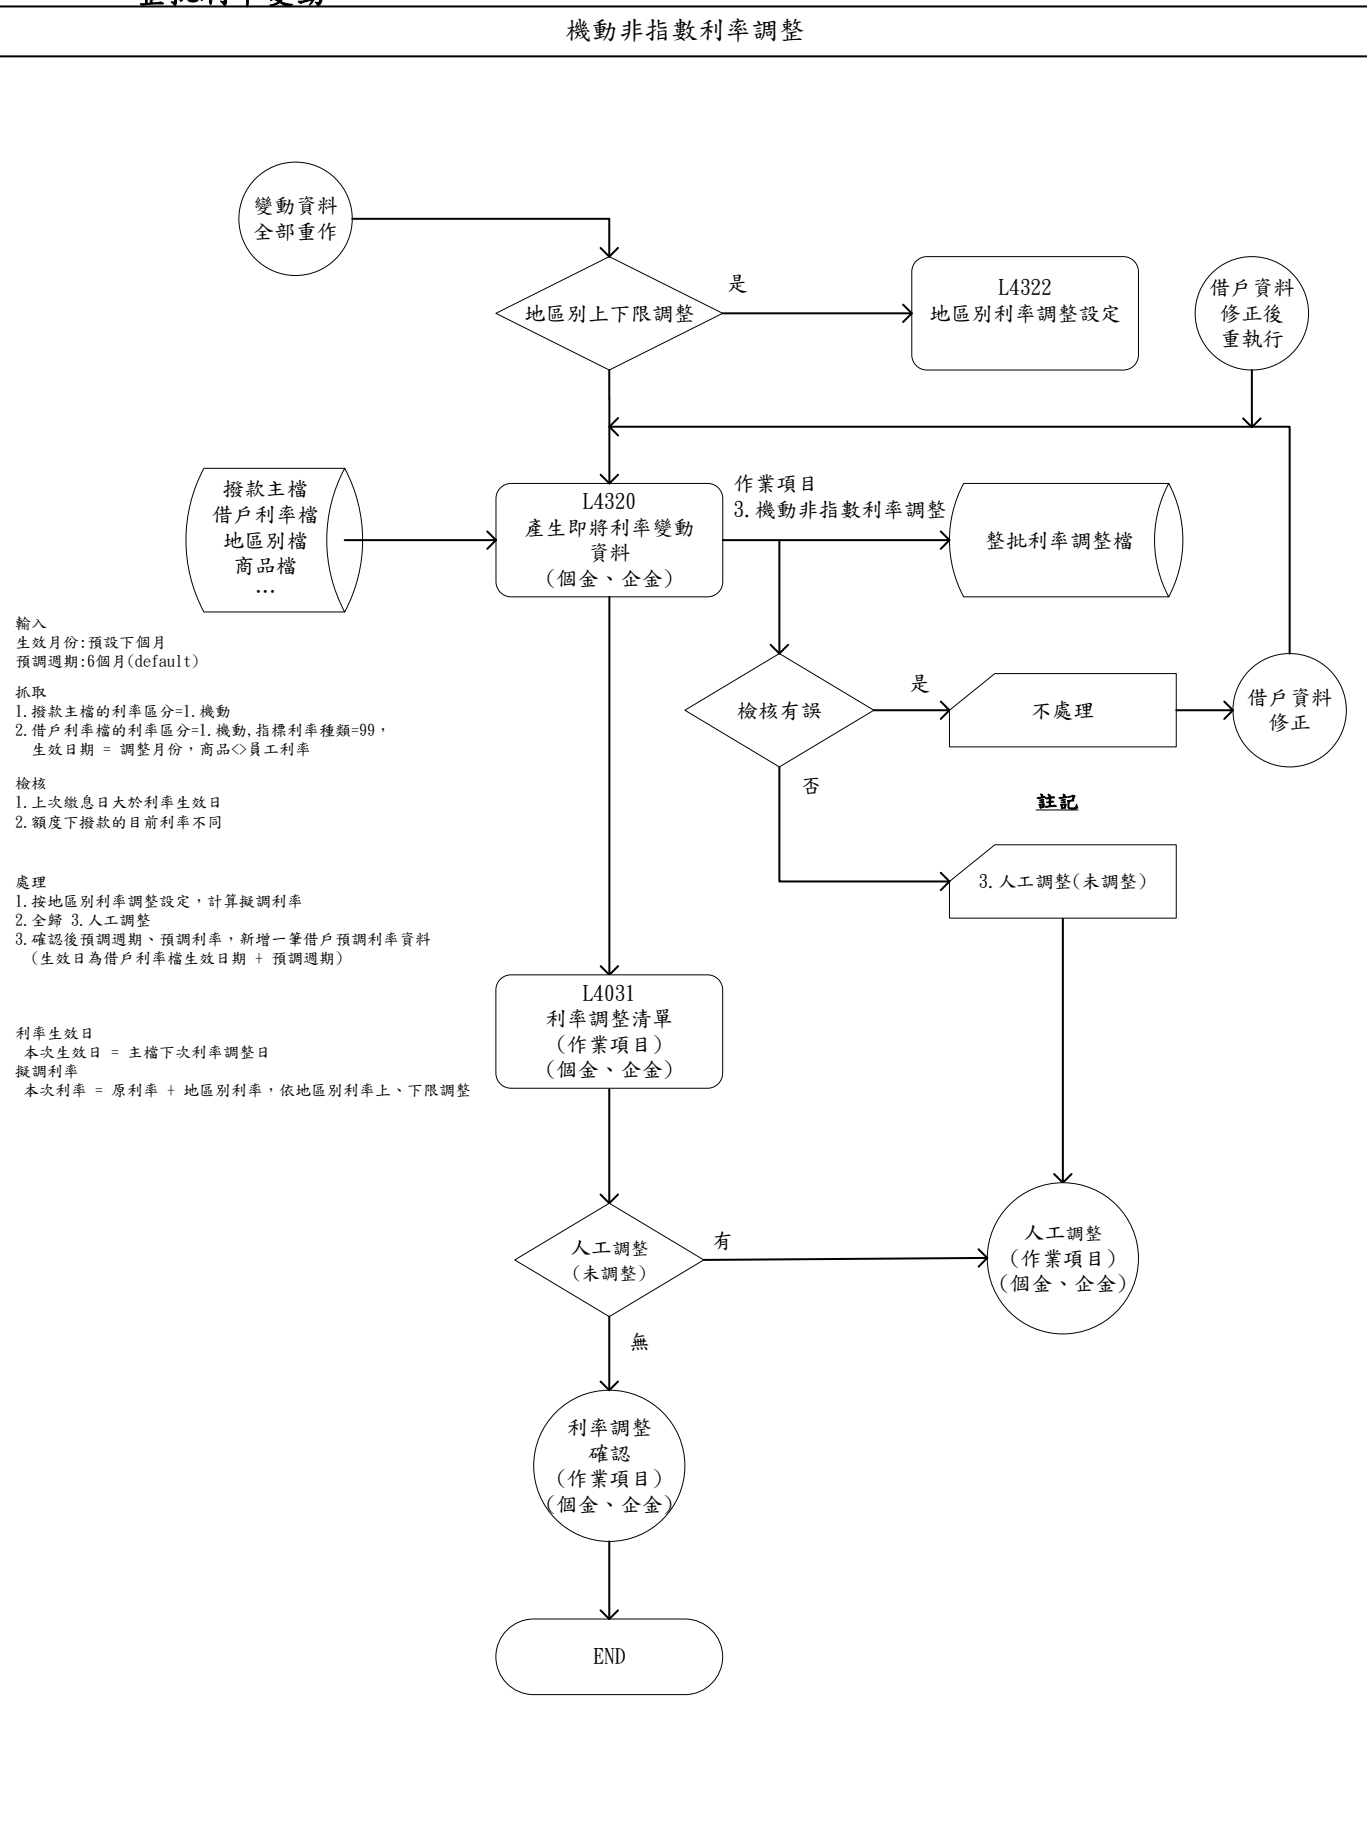 整批利率變動
機動非指數利率調整
變動資料
全部重作
地區別上下限調整
是
L4322
地區別利率調整設定
借戶資料
修正後
重執行
撥款主檔
借戶利率檔
地區別檔
商品檔
…
L4320
產生即將利率變動
資料
(個金、企金)
作業項目
3.機動非指數利率調整
整批利率調整檔
輸入
生效月份:預設下個月
預調週期:6個月(default)
抓取
1.撥款主檔的利率區分=1.機動
2.借戶利率檔的利率區分=1.機動,指標利率種類=99，
生效日期 = 調整月份，商品<>員工利率
檢核
1.上次繳息日大於利率生效日
2.額度下撥款的目前利率不同
處理
1.按地區別利率調整設定，計算擬調利率
2.全歸 3.人工調整
3.確認後預調週期、預調利率，新增一筆借戶預調利率資料
(生效日為借戶利率檔生效日期 + 預調週期)
利率生效日
本次生效日 = 主檔下次利率調整日
擬調利率
本次利率 = 原利率 + 地區別利率，依地區別利率上、下限調整
檢核有誤
是
不處理
借戶資料
修正
否
註記
3.人工調整(未調整)
L4031
利率調整清單
(作業項目)
(個金、企金)
人工調整
(未調整)
有
人工調整
(作業項目)
(個金、企金)
無
利率調整
確認
(作業項目)
(個金、企金)
END